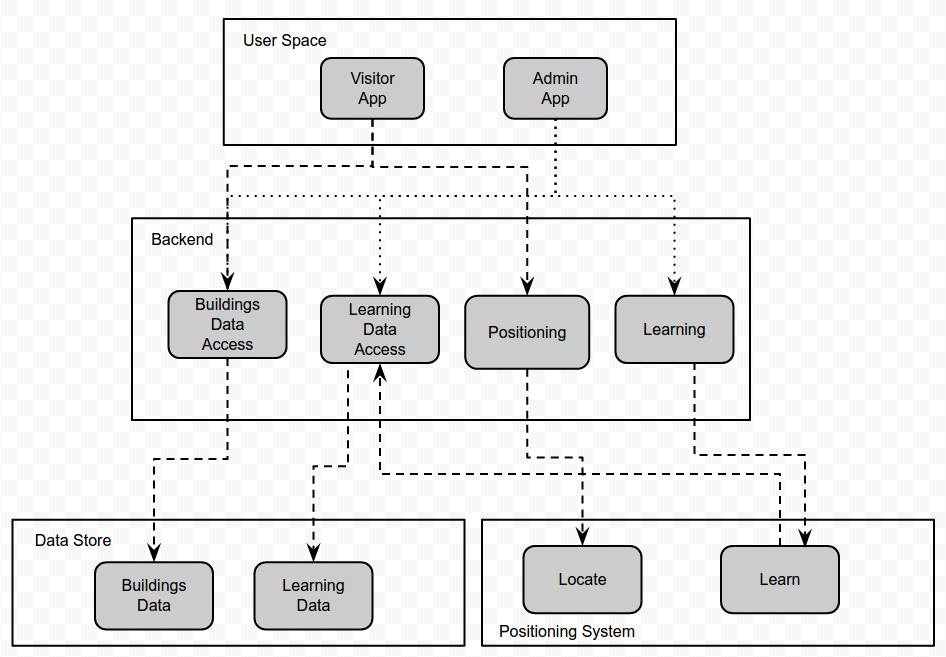 User Space
Visitor
App
Admin
App
Backend
Buildings
Data
Access
Learning
Data
Access
Positioning
Learning
Data Store
Buildings
Data
Learning
Data
Locate
Learn
Positioning System